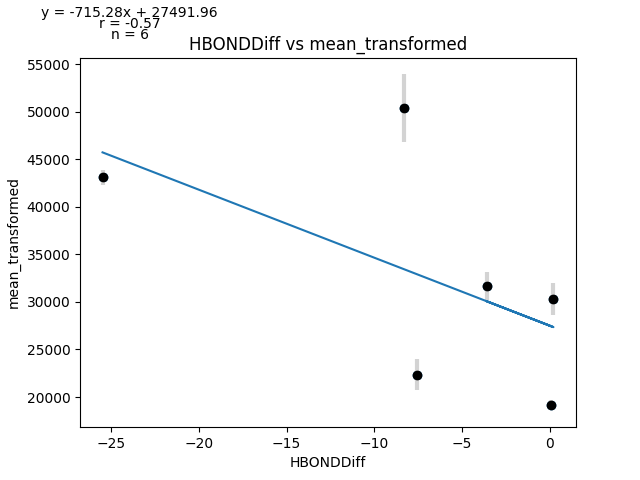 y = -715.28x + 27491.96
r = -0.57
n = 6
HBONDDiff vs mean_transformed
55000
50000
45000
40000
35000
30000
25000
20000
mean_transformed
−25
−20
−15
−10
−5
0
HBONDDiff